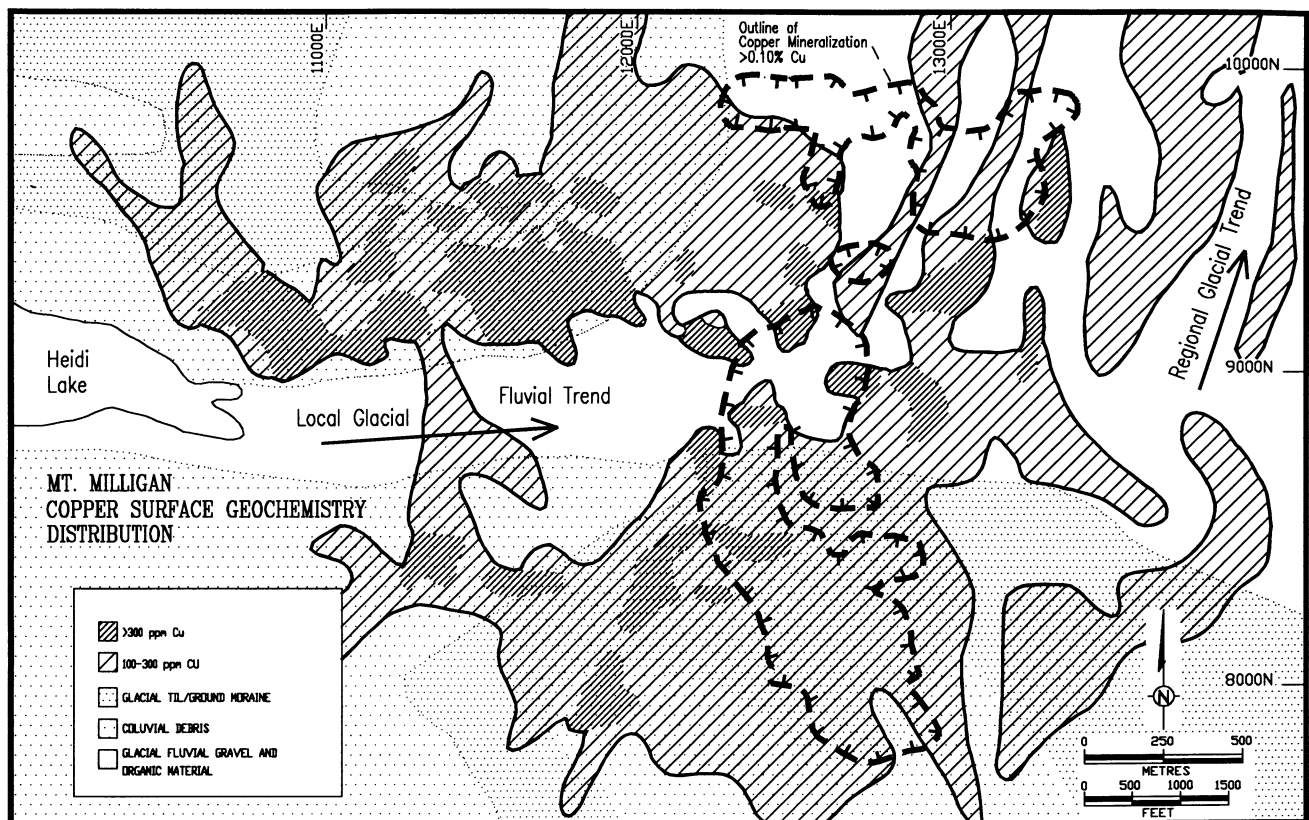 11000E
12000E
Outline of
Copper Mineralization
>0.10% Cu
13000E
10000N
Regional Glacial Trend
Heidi
Lake
9000N
Local Glacial
Fluvial Trend
MT. MILLIGAN
COPPER SURFACE GEOCHEMISTRY
DISTRIBUTION
>300 ppm Cu
100-300 ppm CU
GLACIAL TIL/GROUND MORAINE
COLUVIAL DEBRIS
GLACIAL FLUVIAL GRAVEL AND
ORGANIC MATERIAL
8000N
N
0 250 500
METRES
0 500 1000 1500
FEET